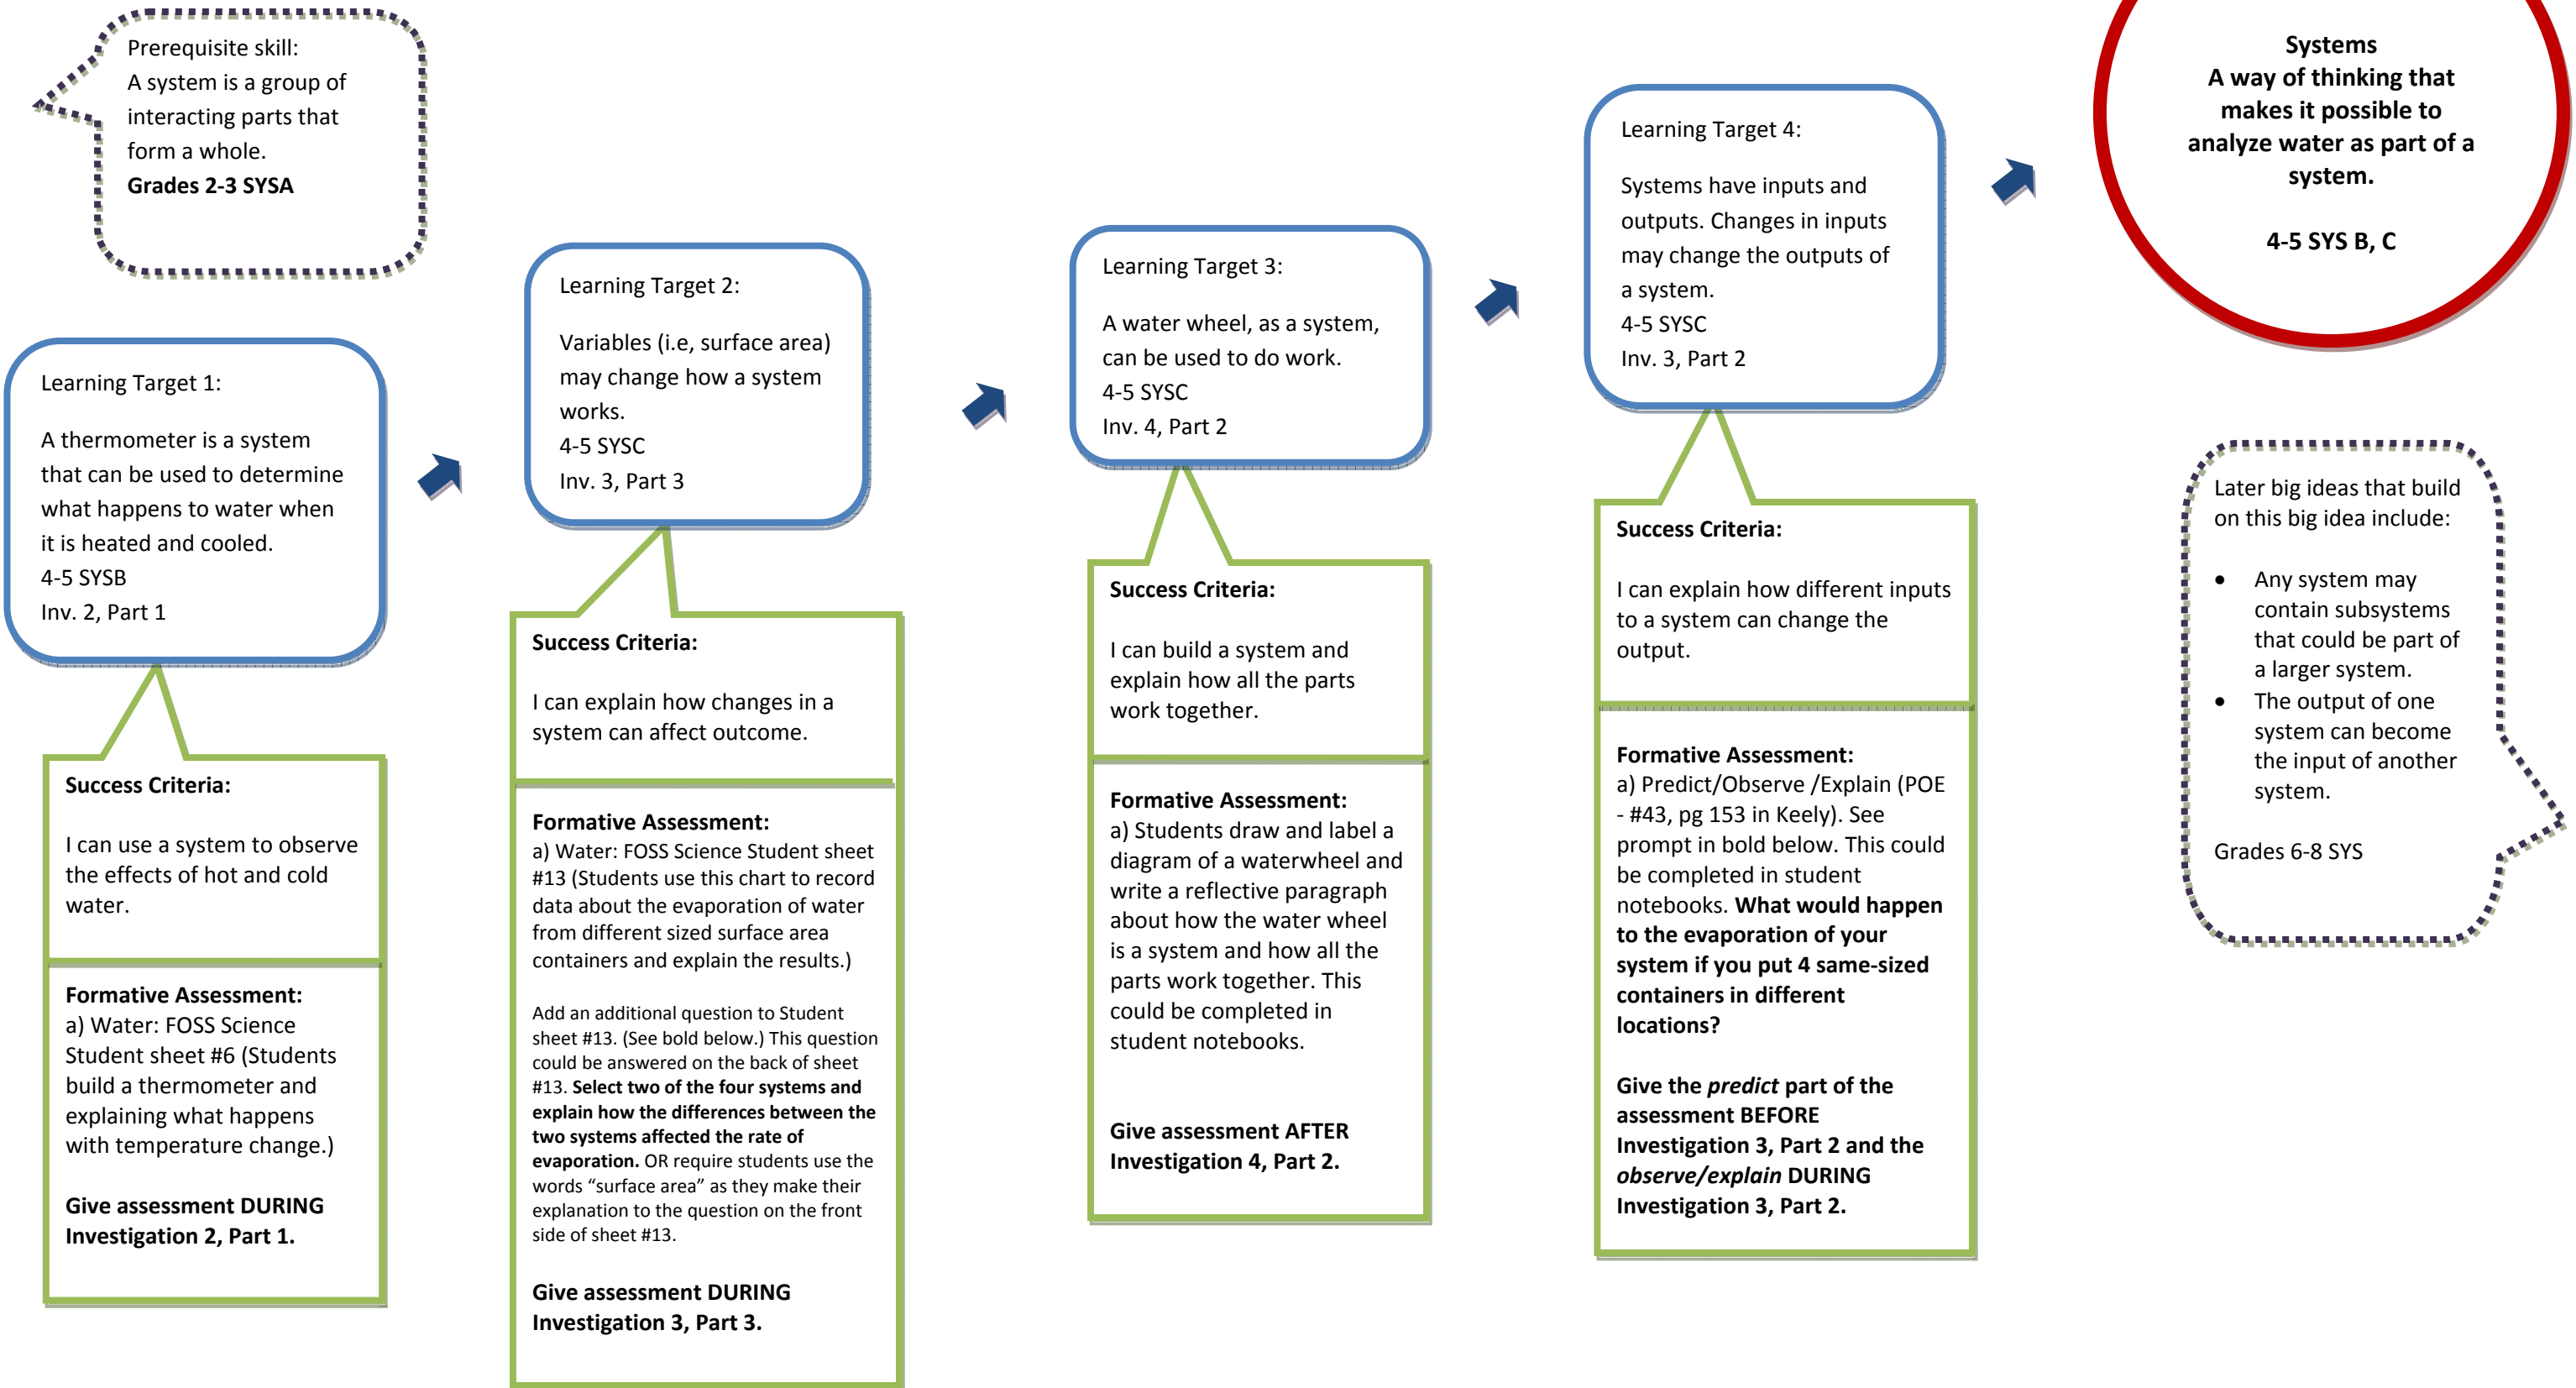 Prerequisite skill:
A system is a group of
interacting parts that
form a whole.
Grades 2-3 SYSA
Learning Target 1:
A thermometer is a system
that can be used to determine
what happens to water when
it is heated and cooled.
4-5 SYSB
Inv. 2, Part 1
Success Criteria:
I can use a system to observe
the effects of hot and cold
water.
Formative Assessment:
a) Water: FOSS Science
Student sheet #6 (Students
build a thermometer and
explaining what happens
with temperature change.)
Give assessment DURING
Investigation 2, Part 1.
Learning Target 2:
Variables (i.e, surface area)
may change how a system
works.
4-5 SYSC
Inv. 3, Part 3
Success Criteria:
I can explain how changes in a
system can affect outcome.
Formative Assessment:
a) Water: FOSS Science Student sheet
#13 (Students use this chart to record
data about the evaporation of water
from different sized surface area
containers and explain the results.)
Add an additional question to Student
sheet #13. (See bold below.) This question
could be answered on the back of sheet
#13. Select two of the four systems and
explain how the differences between the
two systems affected the rate of
evaporation. OR require students use the
words “surface area” as they make their
explanation to the question on the front
side of sheet #13.
Give assessment DURING
Investigation 3, Part 3.
Learning Target 3:
A water wheel, as a system,
can be used to do work.
4-5 SYSC
Inv. 4, Part 2
Success Criteria:
I can build a system and
explain how all the parts
work together.
Formative Assessment:
a) Students draw and label a
diagram of a waterwheel and
write a reflective paragraph
about how the water wheel
is a system and how all the
parts work together. This
could be completed in
student notebooks.
Give assessment AFTER
Investigation 4, Part 2.
Learning Target 4:
Systems have inputs and
outputs. Changes in inputs
may change the outputs of
a system.
4-5 SYSC
Inv. 3, Part 2
Success Criteria:
I can explain how different inputs
to a system can change the
output.
Formative Assessment:
a) Predict/Observe /Explain (POE
- #43, pg 153 in Keely). See
prompt in bold below. This could
be completed in student
notebooks. What would happen
to the evaporation of your
system if you put 4 same-sized
containers in different
locations?
Give the predict part of the
assessment BEFORE
Investigation 3, Part 2 and the
observe/explain DURING
Investigation 3, Part 2.
Systems
A way of thinking that
makes it possible to
analyze water as part of a
system.
4-5 SYS B, C
Later big ideas that build
on this big idea include:
• Any system may
contain subsystems
that could be part of
a larger system.
• The output of one
system can become
the input of another
system.
Grades 6-8 SYS